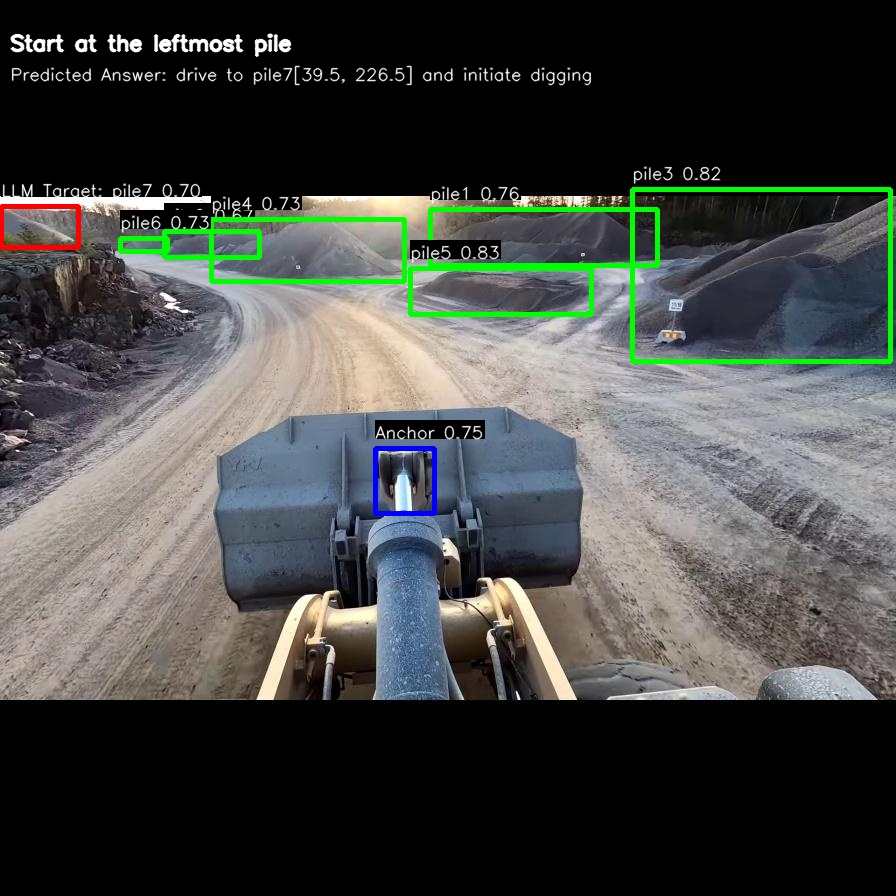 Start at the leftmost pile
Predicted Answer: drive to pile7[39.5, 226.5] and initiate digging
pile3 0.82
LLM Target: pile7 0.70
pile1 0.76
pile4 0.73
pile6 0.73
0.67
pile5 0.83
Anchor 0.75